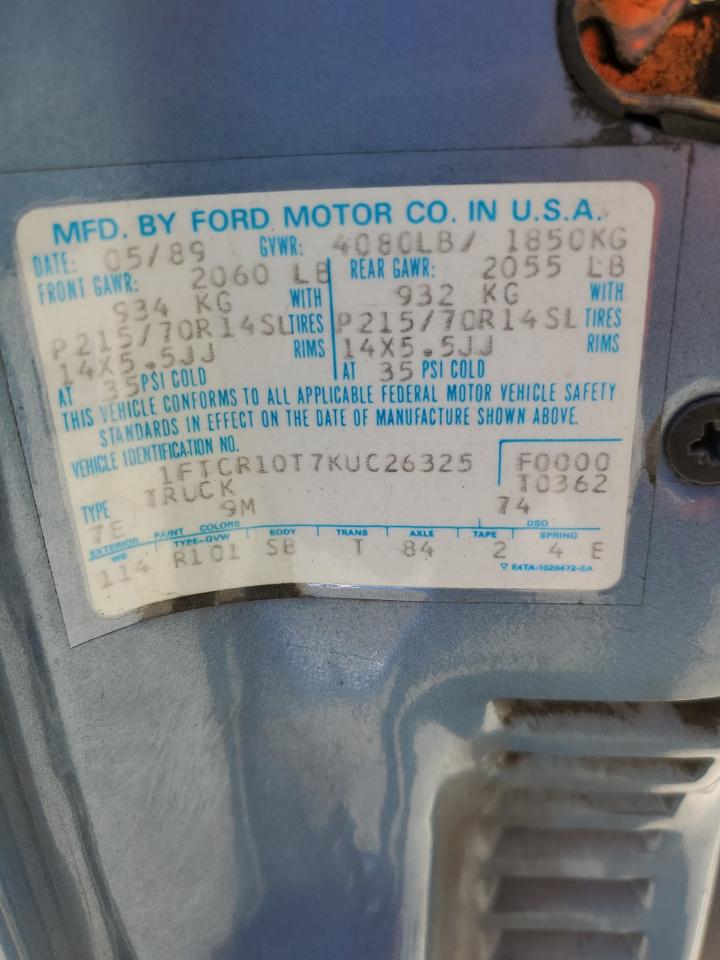 MFD. BY FORD MOTOR CO. IN U.S.A.
DATE: 05/89 GVWR: 4080LB/ 1850KG
FRONT GAWR: 2060 LB REAR GAWR: 2055 LB
934 KG WITH 932 KG WITH
P215/70R14SL TIRES P215/70R14SL TIRES
14X5.5JJ RIMS 14X5.5JJ RIMS
AT 35 PSI COLD AT 35 PSI COLD
THIS VEHICLE CONFORMS TO ALL APPLICABLE FEDERAL MOTOR VEHICLE SAFETY
STANDARDS IN EFFECT ON THE DATE OF MANUFACTURE SHOWN ABOVE.
VEHICLE IDENTIFICATION NO.
1FTCR10T7KUC26325 F0000
TYPE TRUCK T0362
7E 9M 74
EXTERIOR PAINT COLORS DSO
WB TYPE-GVW BODY TRANS AXLE TAPE SPRING
114 R101 SB T 84 2 4 E
▽ E4TA-1020472-EA